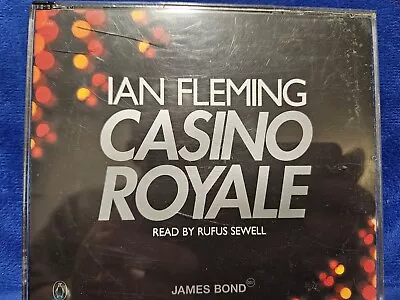 IAN FLEMING
CASINO
ROYALE
READ BY RUFUS SEWELL
JAMES BOND